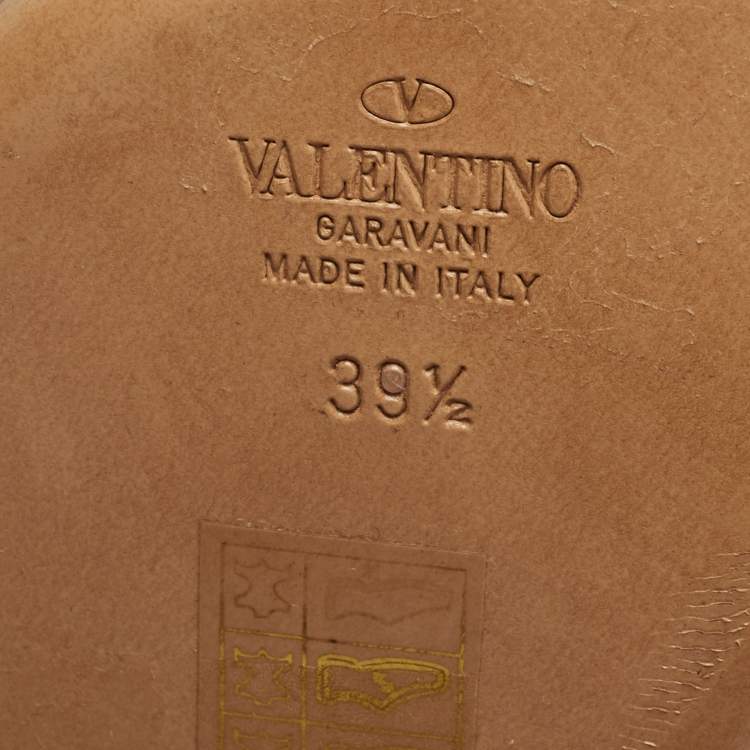 V
VALENTINO
GARAVANI
MADE IN ITALY
39½